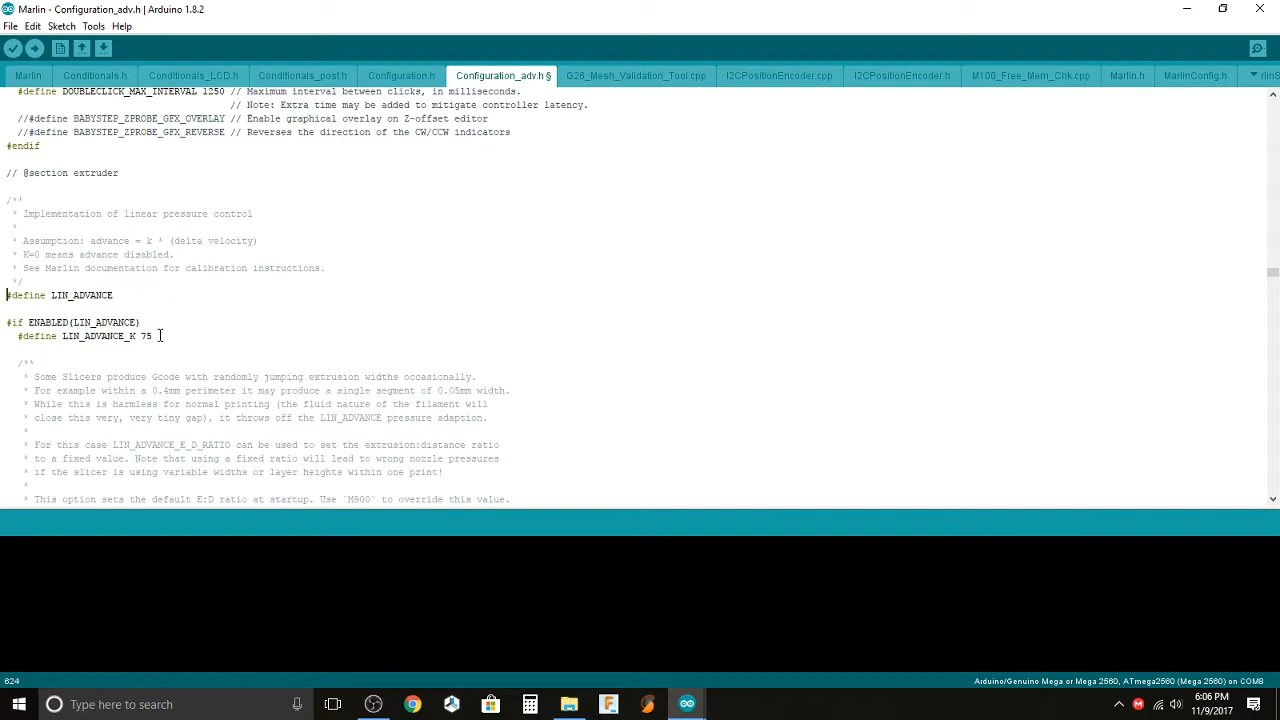 Marlin - Configuration_adv.h | Arduino 1.8.2
File Edit Sketch Tools Help
Marlin Conditionals.h Conditionals_LCD.h Conditionals_post.h Configuration.h Configuration_adv.h § G26_Mesh_Validation_Tool.cpp I2CPositionEncoder.cpp I2CPositionEncoder.h M100_Free_Mem_Chk.cpp Marlin.h MarlinConfig.h rlinS
#define DOUBLECLICK_MAX_INTERVAL 1250 // Maximum interval between clicks, in milliseconds.
// Note: Extra time may be added to mitigate controller latency.
//#define BABYSTEP_ZPROBE_GFX_OVERLAY // Enable graphical overlay on Z-offset editor
//#define BABYSTEP_ZPROBE_GFX_REVERSE // Reverses the direction of the CW/CCW indicators
#endif
// @section extruder
/**
* Implementation of linear pressure control
*
* Assumption: advance = k * (delta velocity)
* K=0 means advance disabled.
* See Marlin documentation for calibration instructions.
*/
#define LIN_ADVANCE
#if ENABLED(LIN_ADVANCE)
#define LIN_ADVANCE_K 75
/**
* Some Slicers produce Gcode with randomly jumping extrusion widths occasionally.
* For example within a 0.4mm perimeter it may produce a single segment of 0.05mm width.
* While this is harmless for normal printing (the fluid nature of the filament will
* close this very, very tiny gap), it throws off the LIN_ADVANCE pressure adaption.
*
* For this case LIN_ADVANCE_E_D_RATIO can be used to set the extrusion:distance ratio
* to a fixed value. Note that using a fixed ratio will lead to wrong nozzle pressures
* if the slicer is using variable widths or layer heights within one print!
*
* This option sets the default E:D ratio at startup. Use `M900` to override this value.
624 Arduino/Genuino Mega or Mega 2560, ATmega2560 (Mega 2560) on COM8
Type here to search
6:06 PM
11/9/2017